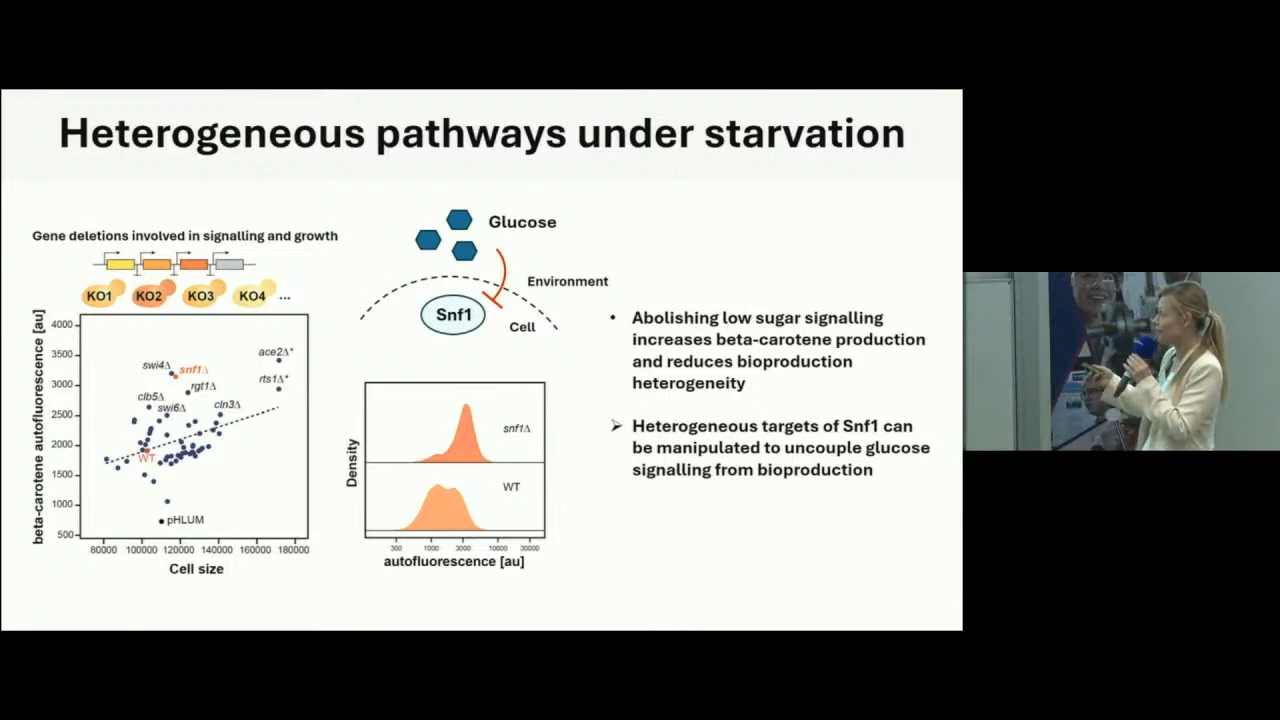 Heterogeneous pathways under starvation
Gene deletions involved in signalling and growth
KO1 KO2 KO3 KO4 ...
beta-carotene autofluorescence [au]
4000
3500
3000
2500
2000
1500
1000
500
ace2Δ*
swi4Δ snf1Δ
rts1Δ*
rgt1Δ
clb5Δ
swi6Δ cln3Δ
WT
pHLUM
80000 100000 120000 140000 160000 180000
Cell size
Glucose
Environment
Snf1
Cell
Density
snf1Δ
WT
300 1000 3000 10000 30000
autofluorescence [au]
• Abolishing low sugar signalling
increases beta-carotene production
and reduces bioproduction
heterogeneity
➢ Heterogeneous targets of Snf1 can
be manipulated to uncouple glucose
signalling from bioproduction